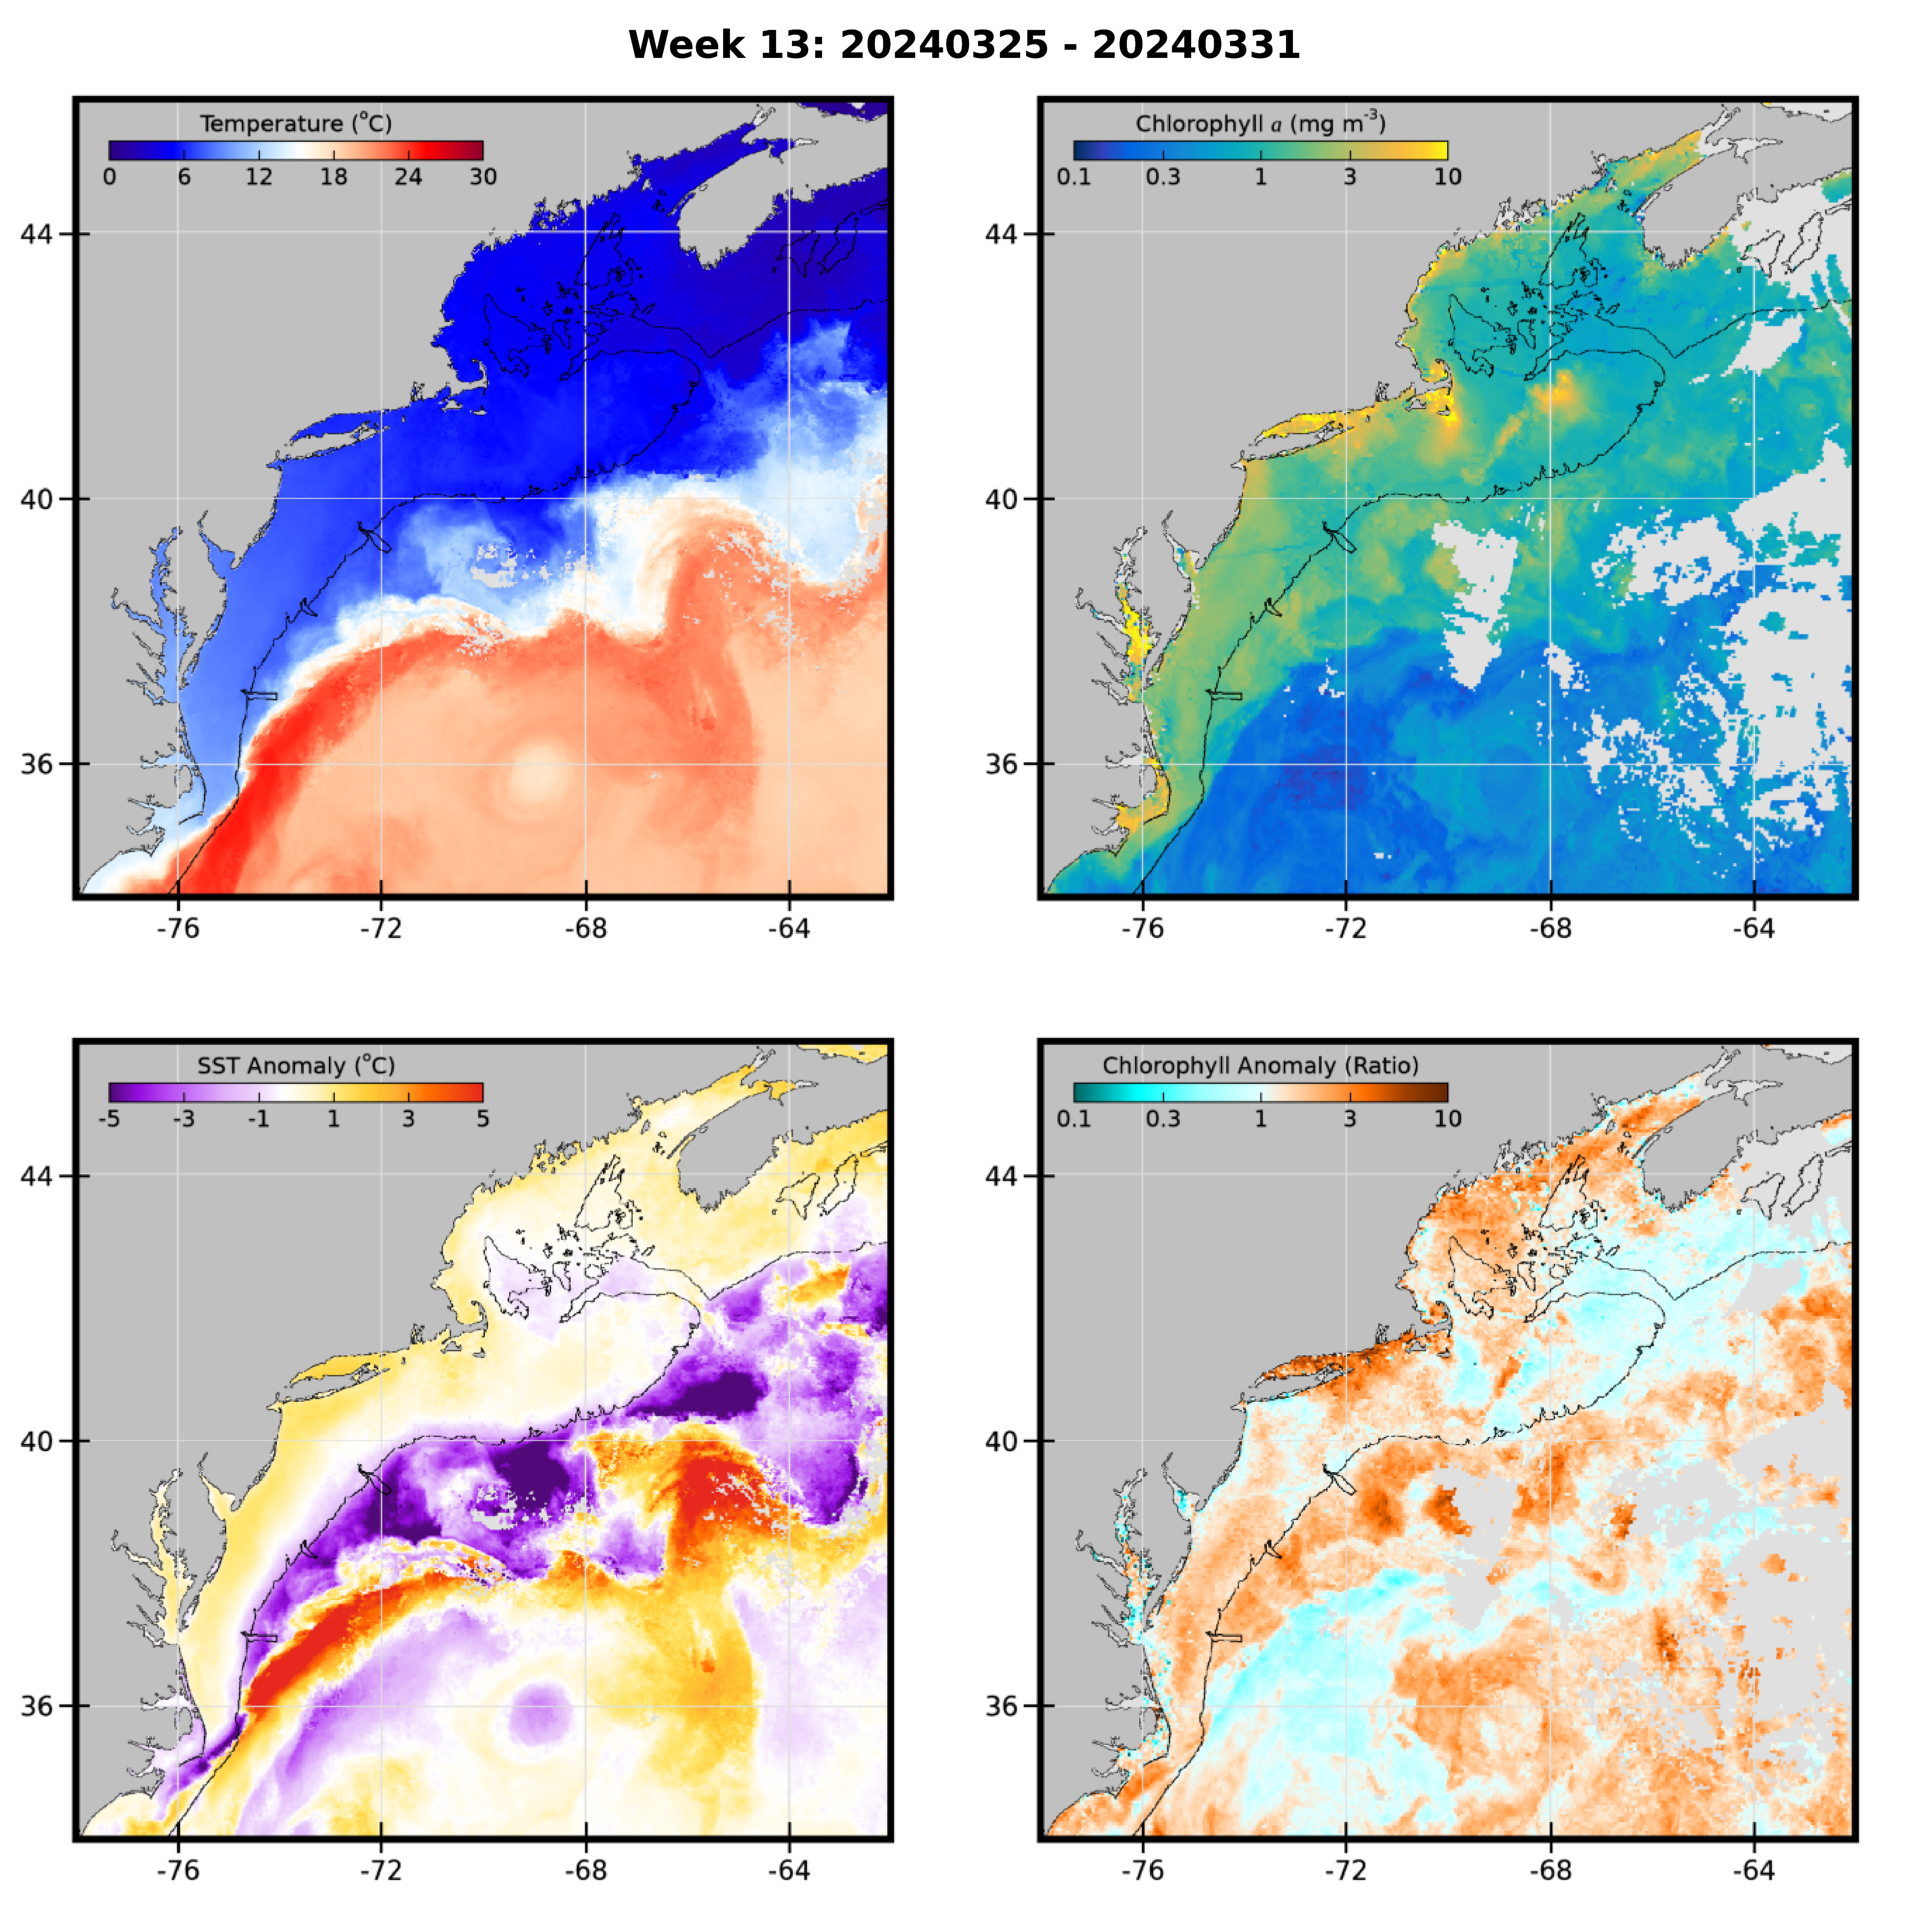 Week 13: 20240325 - 20240331
Temperature (°C)
0 6 12 18 24 30
44
40
36
-76 -72 -68 -64
Chlorophyll a (mg m⁻³)
0.1 0.3 1 3 10
44
40
36
-76 -72 -68 -64
SST Anomaly (°C)
-5 -3 -1 1 3 5
44
40
36
-76 -72 -68 -64
Chlorophyll Anomaly (Ratio)
0.1 0.3 1 3 10
44
40
36
-76 -72 -68 -64